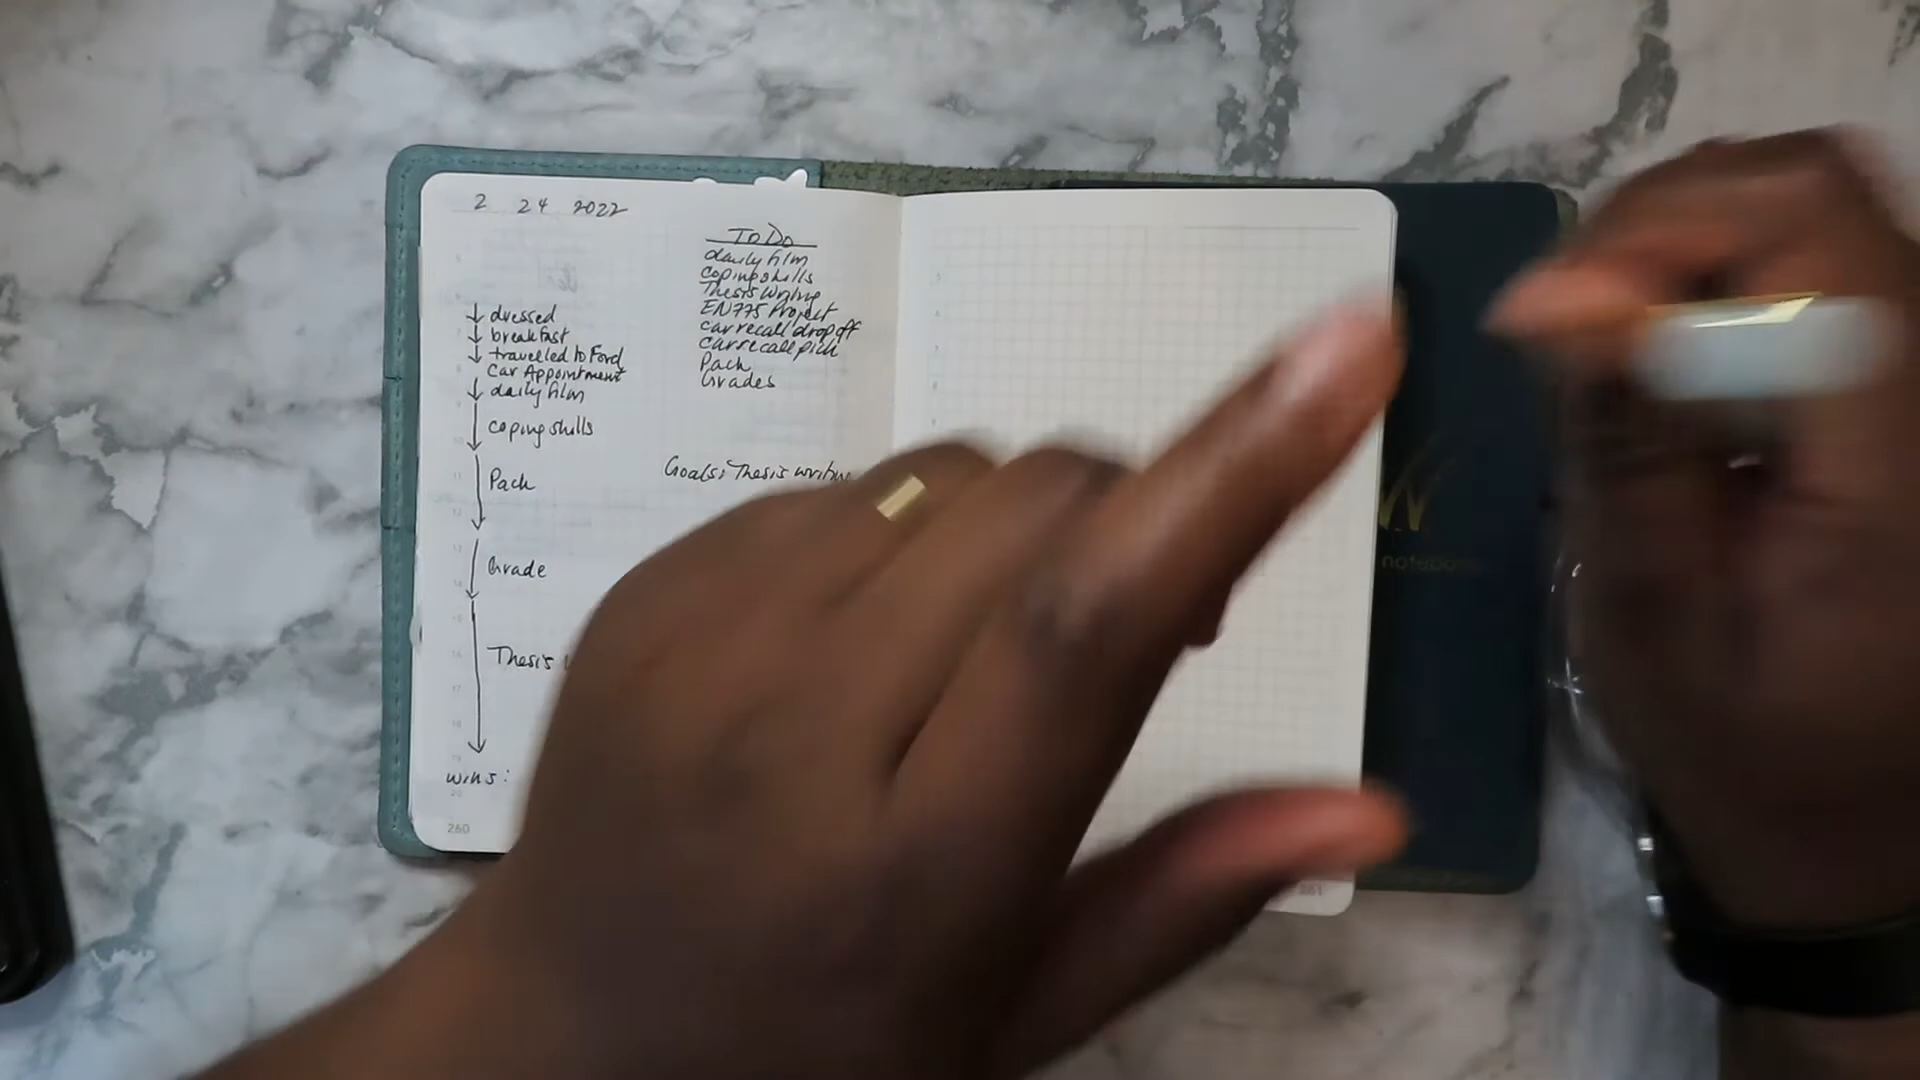 2 24 2022
To Do
daily film
coping skills
Thesis Writing
EN775 Project
car recall drop off
car recall pick
Pack
Grades
dressed
breakfast
travelled to Ford
Car Appointment
daily film
coping skills
Pack
Goals: Thesis writing
Grade
Thesis
wins:
260
261
W
notebook